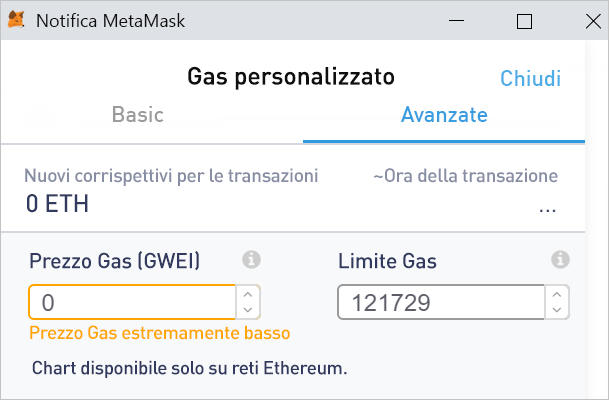 Notifica MetaMask
Gas personalizzato Chiudi
Basic Avanzate
Nuovi corrispettivi per le transazioni ~Ora della transazione
0 ETH ...
Prezzo Gas (GWEI) Limite Gas
0 121729
Prezzo Gas estremamente basso
Chart disponibile solo su reti Ethereum.